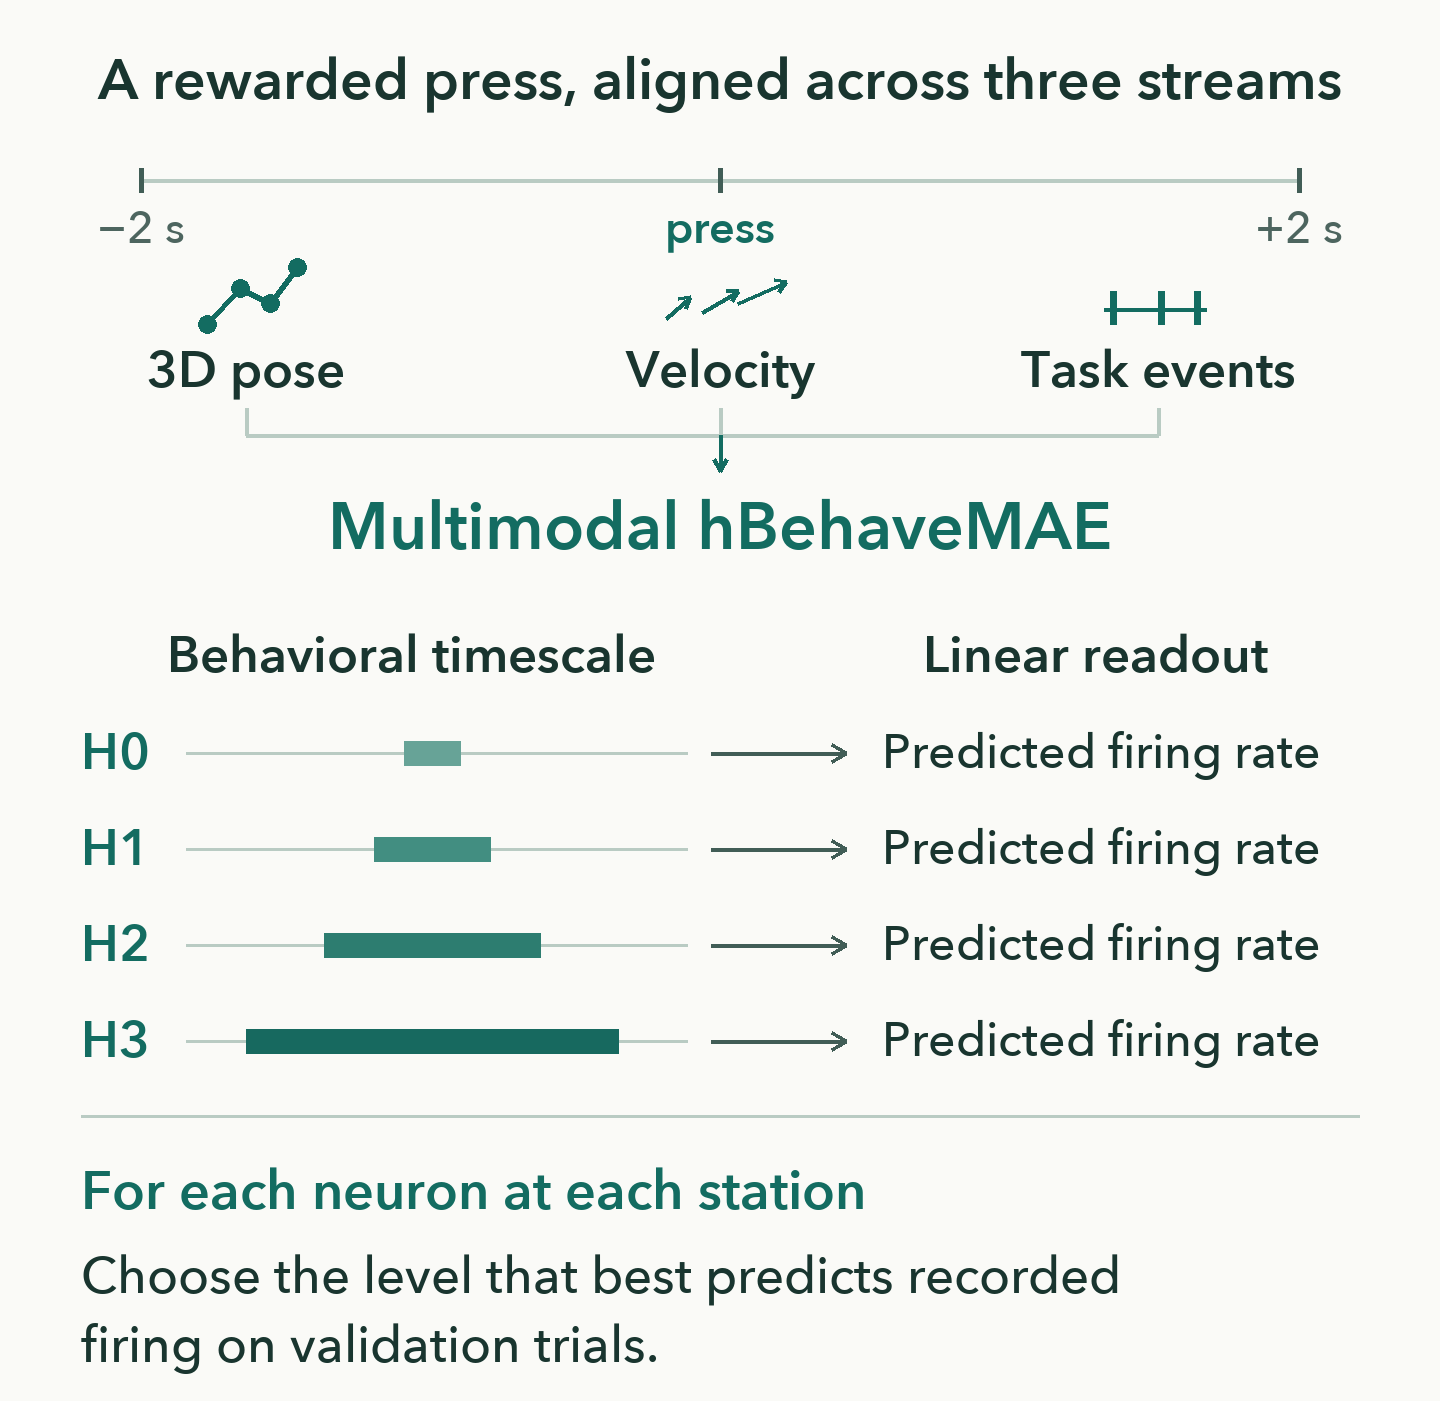 A rewarded press, aligned across three streams
−2 s
press
+2 s
3D pose
Velocity
Task events
Multimodal hBehaveMAE
Behavioral timescale
Linear readout
H0
Predicted firing rate
H1
Predicted firing rate
H2
Predicted firing rate
H3
Predicted firing rate
For each neuron at each station
Choose the level that best predicts recorded
firing on validation trials.